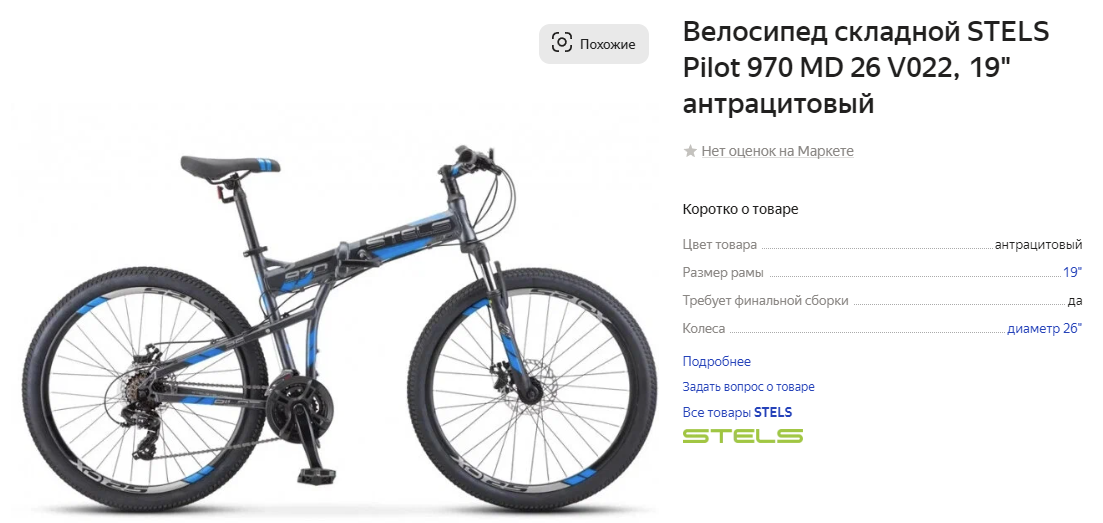 Похожие
Велосипед складной STELS
Pilot 970 MD 26 V022, 19"
антрацитовый
Нет оценок на Маркете
Коротко о товаре
Цвет товара антрацитовый
Размер рамы 19"
Требует финальной сборки да
Колеса диаметр 26"
Подробнее
Задать вопрос о товаре
Все товары STELS
STELS
STELS
970